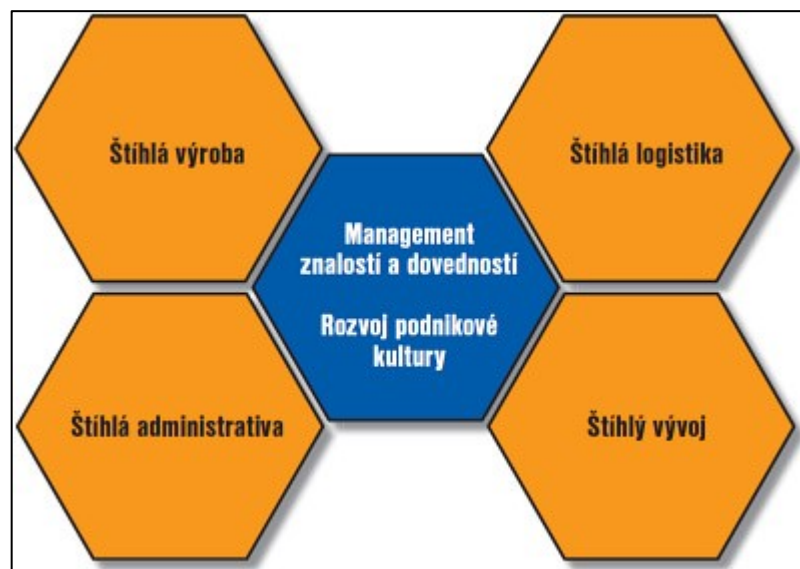 Štíhlá výroba
Štíhlá logistika
Management
znalostí a dovedností
Rozvoj podnikové
kultury
Štíhlá administrativa
Štíhlý vývoj